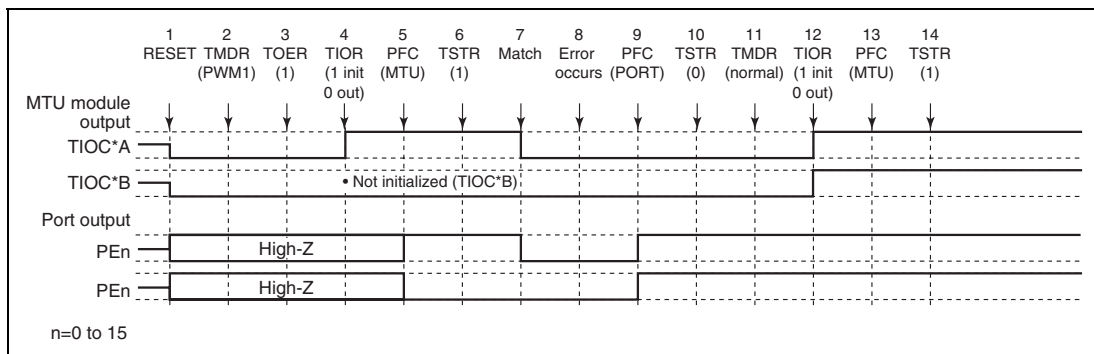 1 2 3 4 5 6 7 8 9 10 11 12 13 14
RESET TMDR TOER TIOR PFC TSTR Match Error PFC TSTR TMDR TIOR PFC TSTR
(PWM1) (1) (1 init (MTU) (1) occurs (PORT) (0) (normal) (1 init (MTU) (1)
0 out) 0 out)
MTU module
output
TIOC*A
TIOC*B
• Not initialized (TIOC*B)
Port output
PEn
High-Z
PEn
High-Z
n=0 to 15